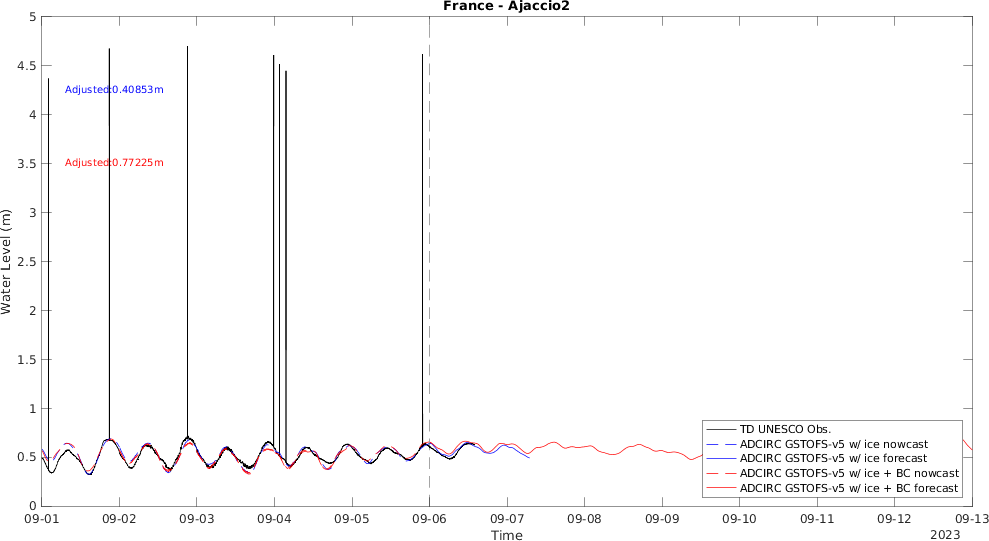 France - Ajaccio2
5
4.5
4
3.5
3
2.5
2
1.5
1
0.5
0
Water Level (m)
Adjusted:0.40853m
Adjusted:0.77225m
TD UNESCO Obs.
ADCIRC GSTOFS-v5 w/ ice nowcast
ADCIRC GSTOFS-v5 w/ ice forecast
ADCIRC GSTOFS-v5 w/ ice + BC nowcast
ADCIRC GSTOFS-v5 w/ ice + BC forecast
09-01 09-02 09-03 09-04 09-05 09-06 09-07 09-08 09-09 09-10 09-11 09-12 09-13
Time
2023